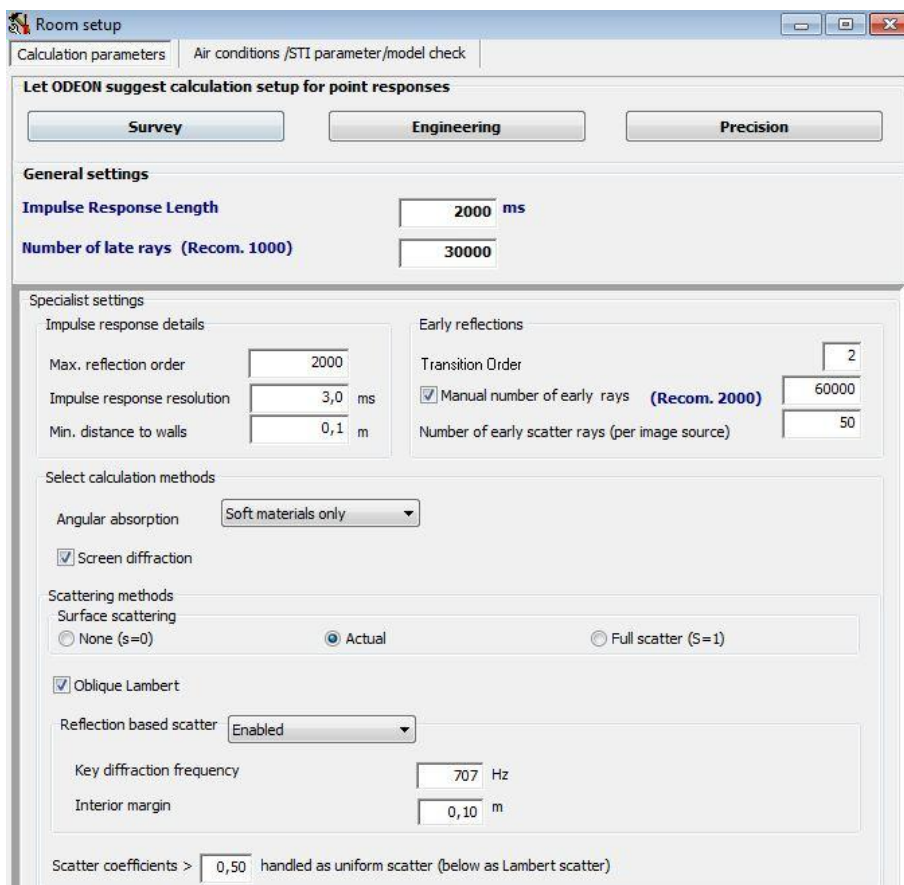 Room setup
Calculation parameters Air conditions /STI parameter/model check
Let ODEON suggest calculation setup for point responses
Survey Engineering Precision
General settings
Impulse Response Length 2000 ms
Number of late rays (Recom. 1000) 30000
Specialist settings
Impulse response details
Max. reflection order 2000
Impulse response resolution 3,0 ms
Min. distance to walls 0,1 m
Early reflections
Transition Order 2
Manual number of early rays (Recom. 2000) 60000
Number of early scatter rays (per image source) 50
Select calculation methods
Angular absorption Soft materials only
Screen diffraction
Scattering methods
Surface scattering
None (s=0) Actual Full scatter (S=1)
Oblique Lambert
Reflection based scatter Enabled
Key diffraction frequency 707 Hz
Interior margin 0,10 m
Scatter coefficients > 0,50 handled as uniform scatter (below as Lambert scatter)